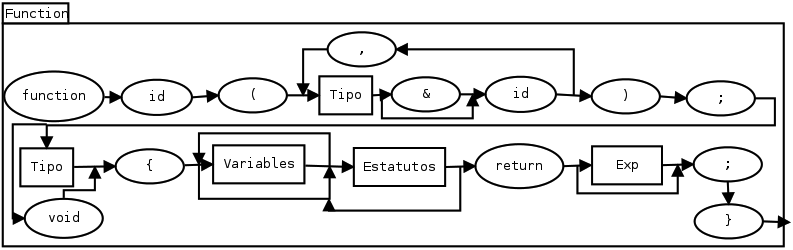 Function
,
function id ( Tipo & id ) ;
Tipo { Variables Estatutos return Exp ;
void }